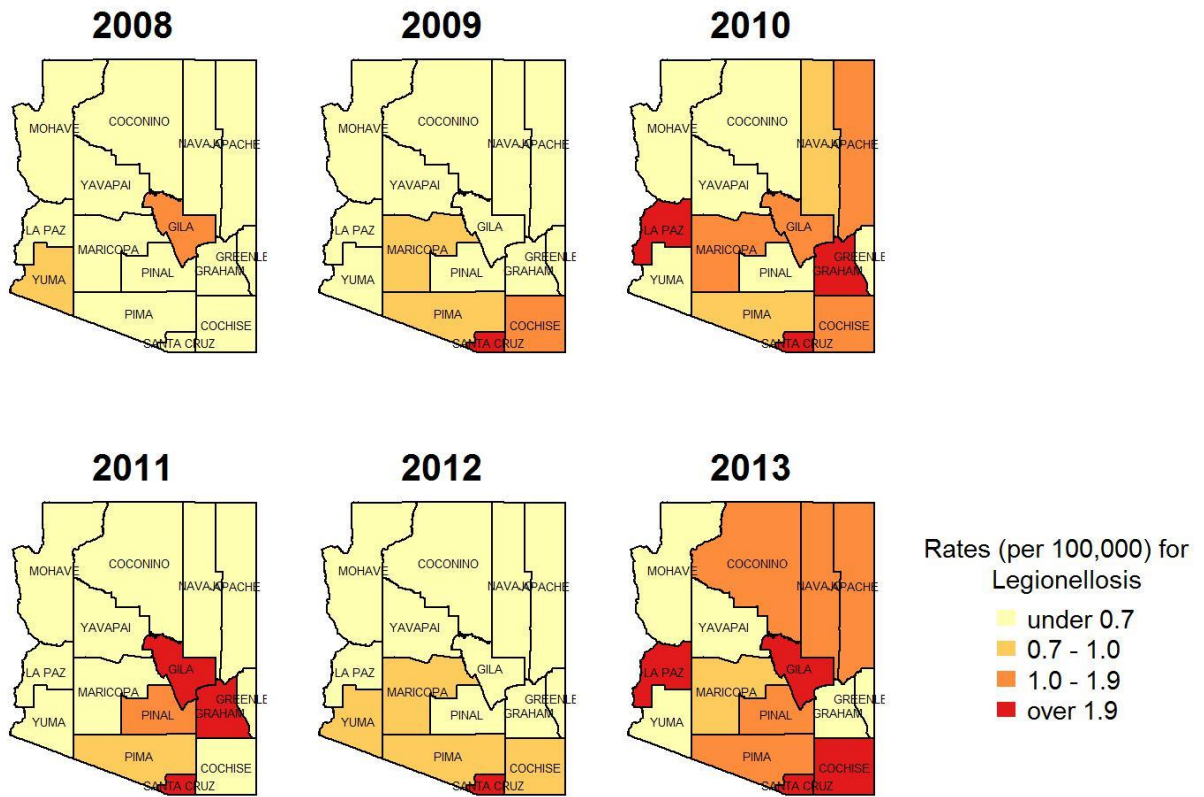 2008
COCONINO
MOHAVE
NAVAJO
APACHE
YAVAPAI
GILA
LA PAZ
MARICOPA
GREENLE
PINAL
GRAHAM
YUMA
PIMA
COCHISE
SANTA CRUZ
2009
COCONINO
MOHAVE
NAVAJO
APACHE
YAVAPAI
GILA
LA PAZ
MARICOPA
GREENLE
PINAL
GRAHAM
YUMA
PIMA
COCHISE
SANTA CRUZ
2010
COCONINO
MOHAVE
NAVAJO
APACHE
YAVAPAI
GILA
LA PAZ
MARICOPA
GREENLE
PINAL
GRAHAM
YUMA
PIMA
COCHISE
SANTA CRUZ
2011
COCONINO
MOHAVE
NAVAJO
APACHE
YAVAPAI
GILA
LA PAZ
MARICOPA
GREENLE
PINAL
GRAHAM
YUMA
PIMA
COCHISE
SANTA CRUZ
2012
COCONINO
MOHAVE
NAVAJO
APACHE
YAVAPAI
GILA
LA PAZ
MARICOPA
GREENLE
PINAL
GRAHAM
YUMA
PIMA
COCHISE
SANTA CRUZ
2013
COCONINO
MOHAVE
NAVAJO
APACHE
YAVAPAI
GILA
LA PAZ
MARICOPA
GREENLE
PINAL
GRAHAM
YUMA
PIMA
COCHISE
SANTA CRUZ
Rates (per 100,000) for
Legionellosis
under 0.7
0.7 - 1.0
1.0 - 1.9
over 1.9